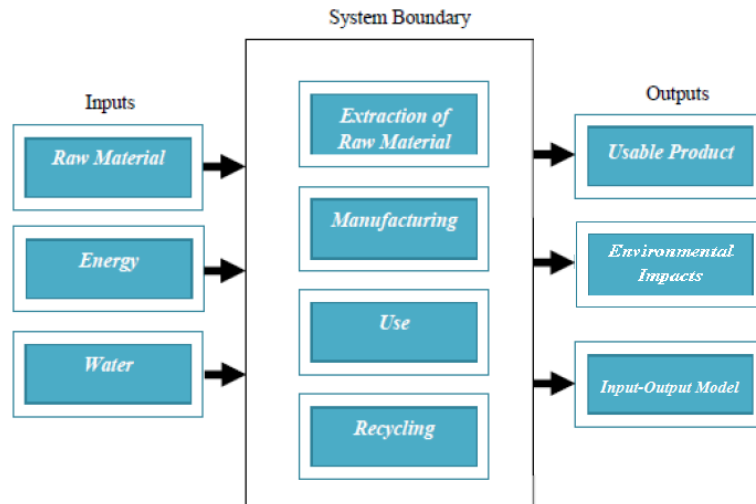 System Boundary
Inputs
Raw Material
Energy
Water
Extraction of
Raw Material
Manufacturing
Use
Recycling
Outputs
Usable Product
Environmental
Impacts
Input-Output Model